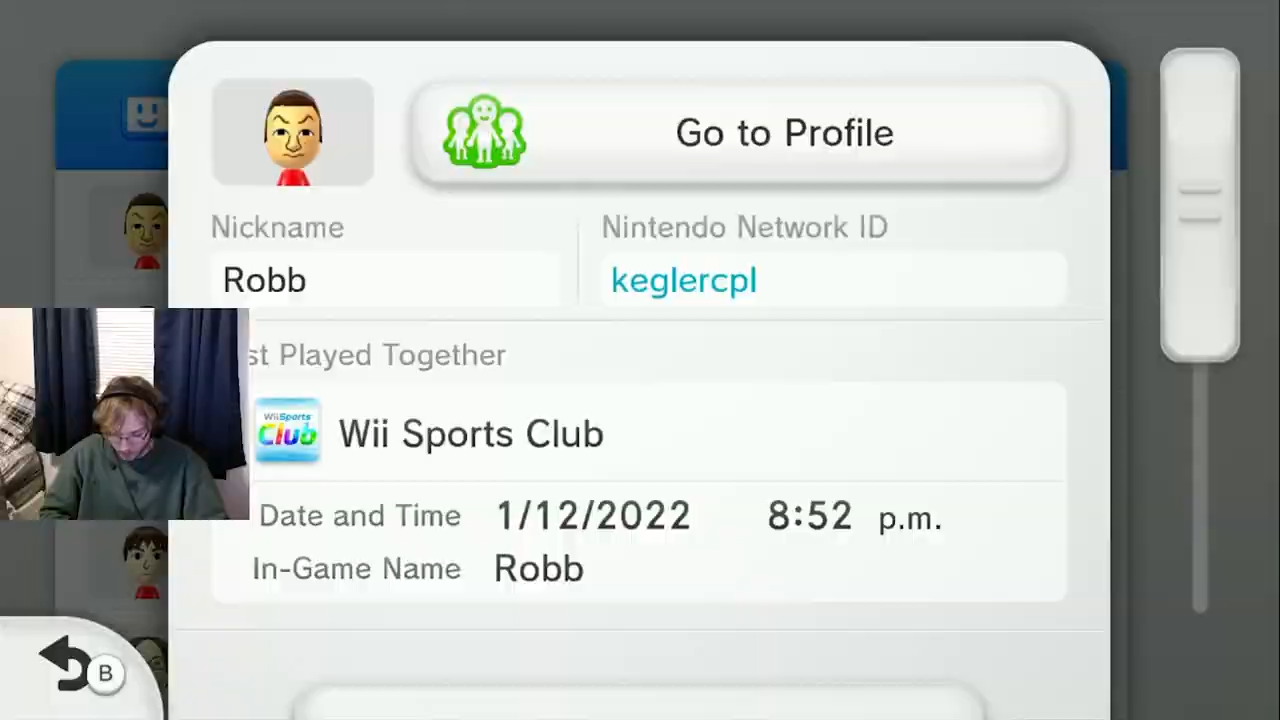 Go to Profile
Nickname
Nintendo Network ID
Robb
keglercpl
st Played Together
WiiSports Club
Wii Sports Club
Date and Time 1/12/2022 8:52 p.m.
In-Game Name Robb
B